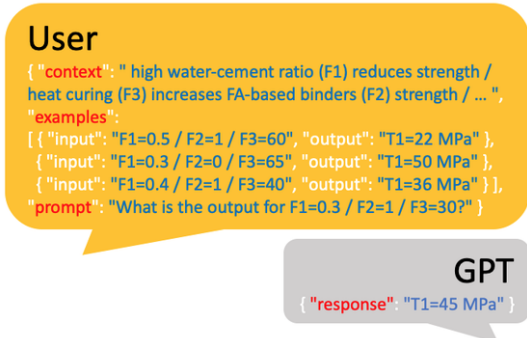 User
{ "context": " high water-cement ratio (F1) reduces strength /
heat curing (F3) increases FA-based binders (F2) strength / ... ",
"examples":
[ { "input": "F1=0.5 / F2=1 / F3=60", "output": "T1=22 MPa" },
{ "input": "F1=0.3 / F2=0 / F3=65", "output": "T1=50 MPa" },
{ "input": "F1=0.4 / F2=1 / F3=40", "output": "T1=36 MPa" } ],
"prompt": "What is the output for F1=0.3 / F2=1 / F3=30?" }
GPT
{ "response": "T1=45 MPa" }